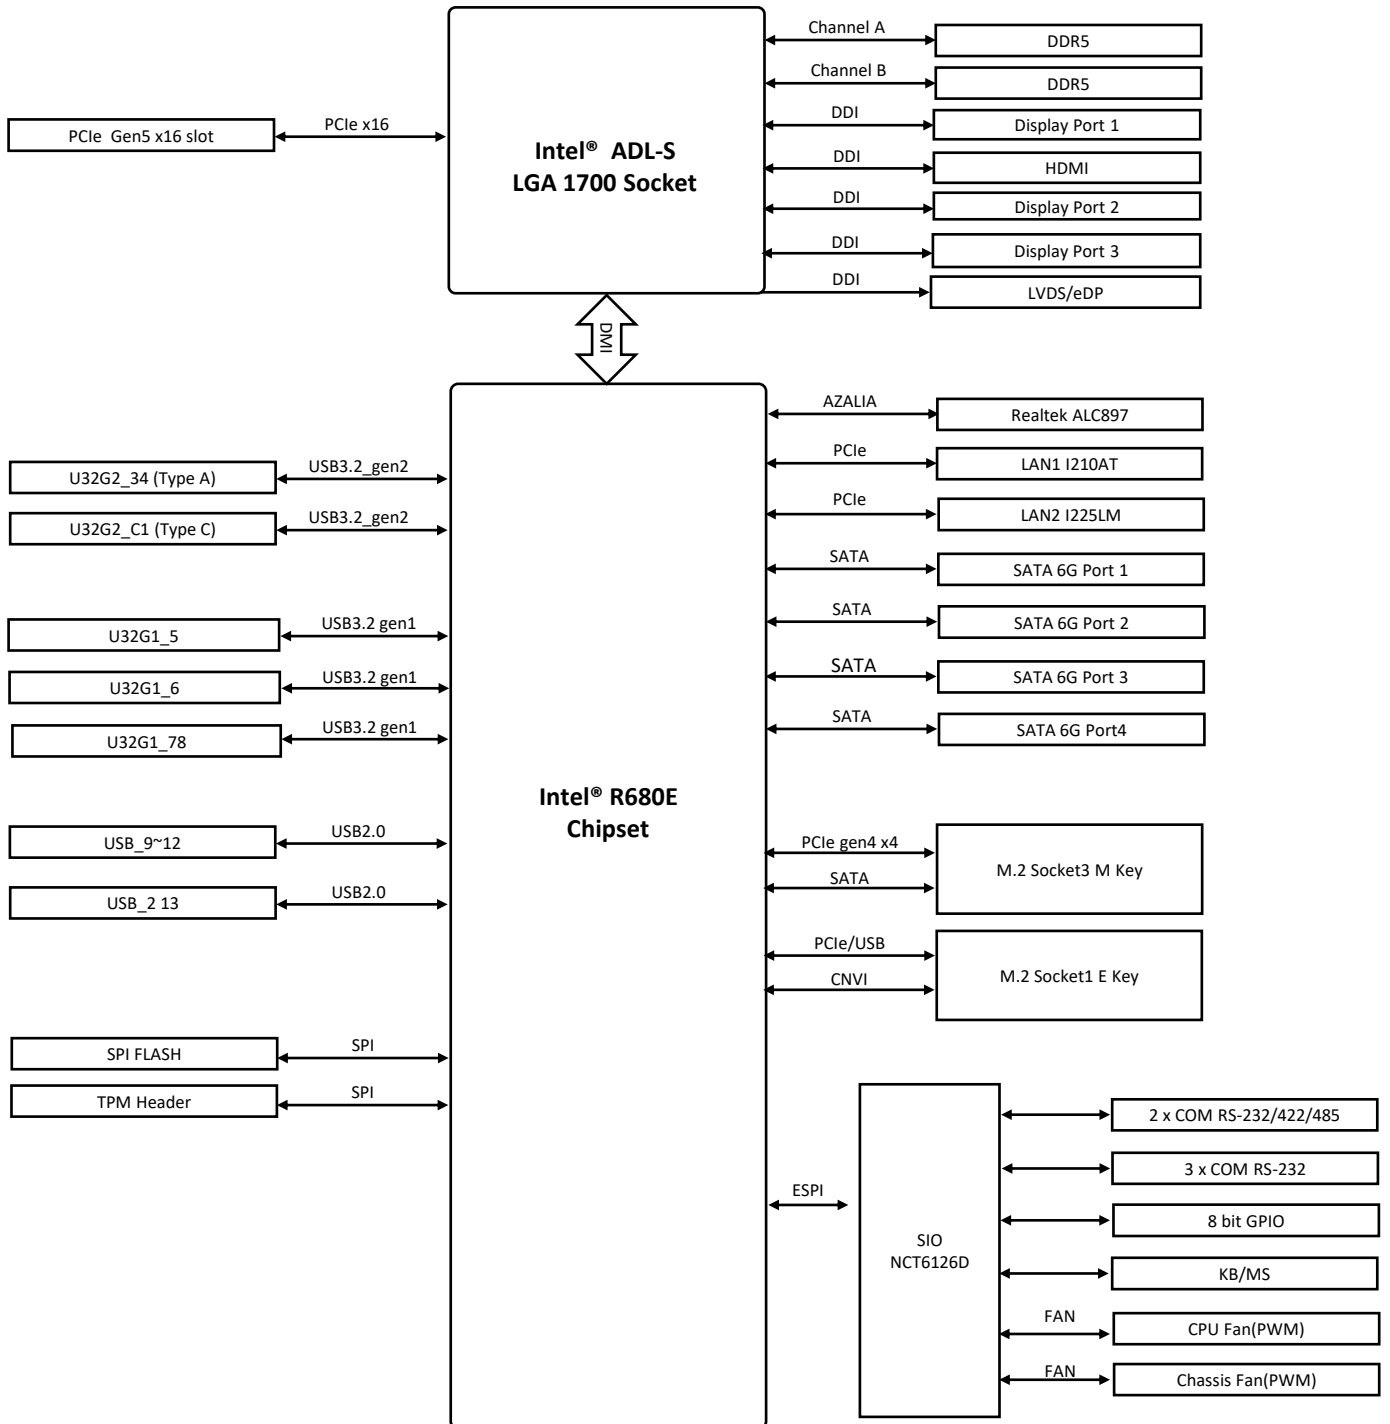 Channel A
DDR5
Channel B
DDR5
PCIe x16
PCIe  Gen5 x16 slot
Intel® ADL-S
LGA 1700 Socket
DDI
Display Port 1
DDI
HDMI
DDI
Display Port 2
DDI
Display Port 3
DDI
LVDS/eDP
DMI
AZALIA
Realtek ALC897
PCIe
LAN1 I210AT
PCIe
LAN2 I225LM
SATA
SATA 6G Port 1
SATA
SATA 6G Port 2
SATA
SATA 6G Port 3
SATA
SATA 6G Port4
USB3.2_gen2
U32G2_34 (Type A)
USB3.2_gen2
U32G2_C1 (Type C)
USB3.2 gen1
U32G1_5
USB3.2 gen1
U32G1_6
USB3.2 gen1
U32G1_78
Intel® R680E
Chipset
USB2.0
USB_9~12
USB2.0
USB_2 13
PCIe gen4 x4
SATA
M.2 Socket3 M Key
PCIe/USB
CNVI
M.2 Socket1 E Key
SPI
SPI FLASH
SPI
TPM Header
ESPI
SIO
NCT6126D
2 x COM RS-232/422/485
3 x COM RS-232
8 bit GPIO
KB/MS
FAN
CPU Fan(PWM)
FAN
Chassis Fan(PWM)